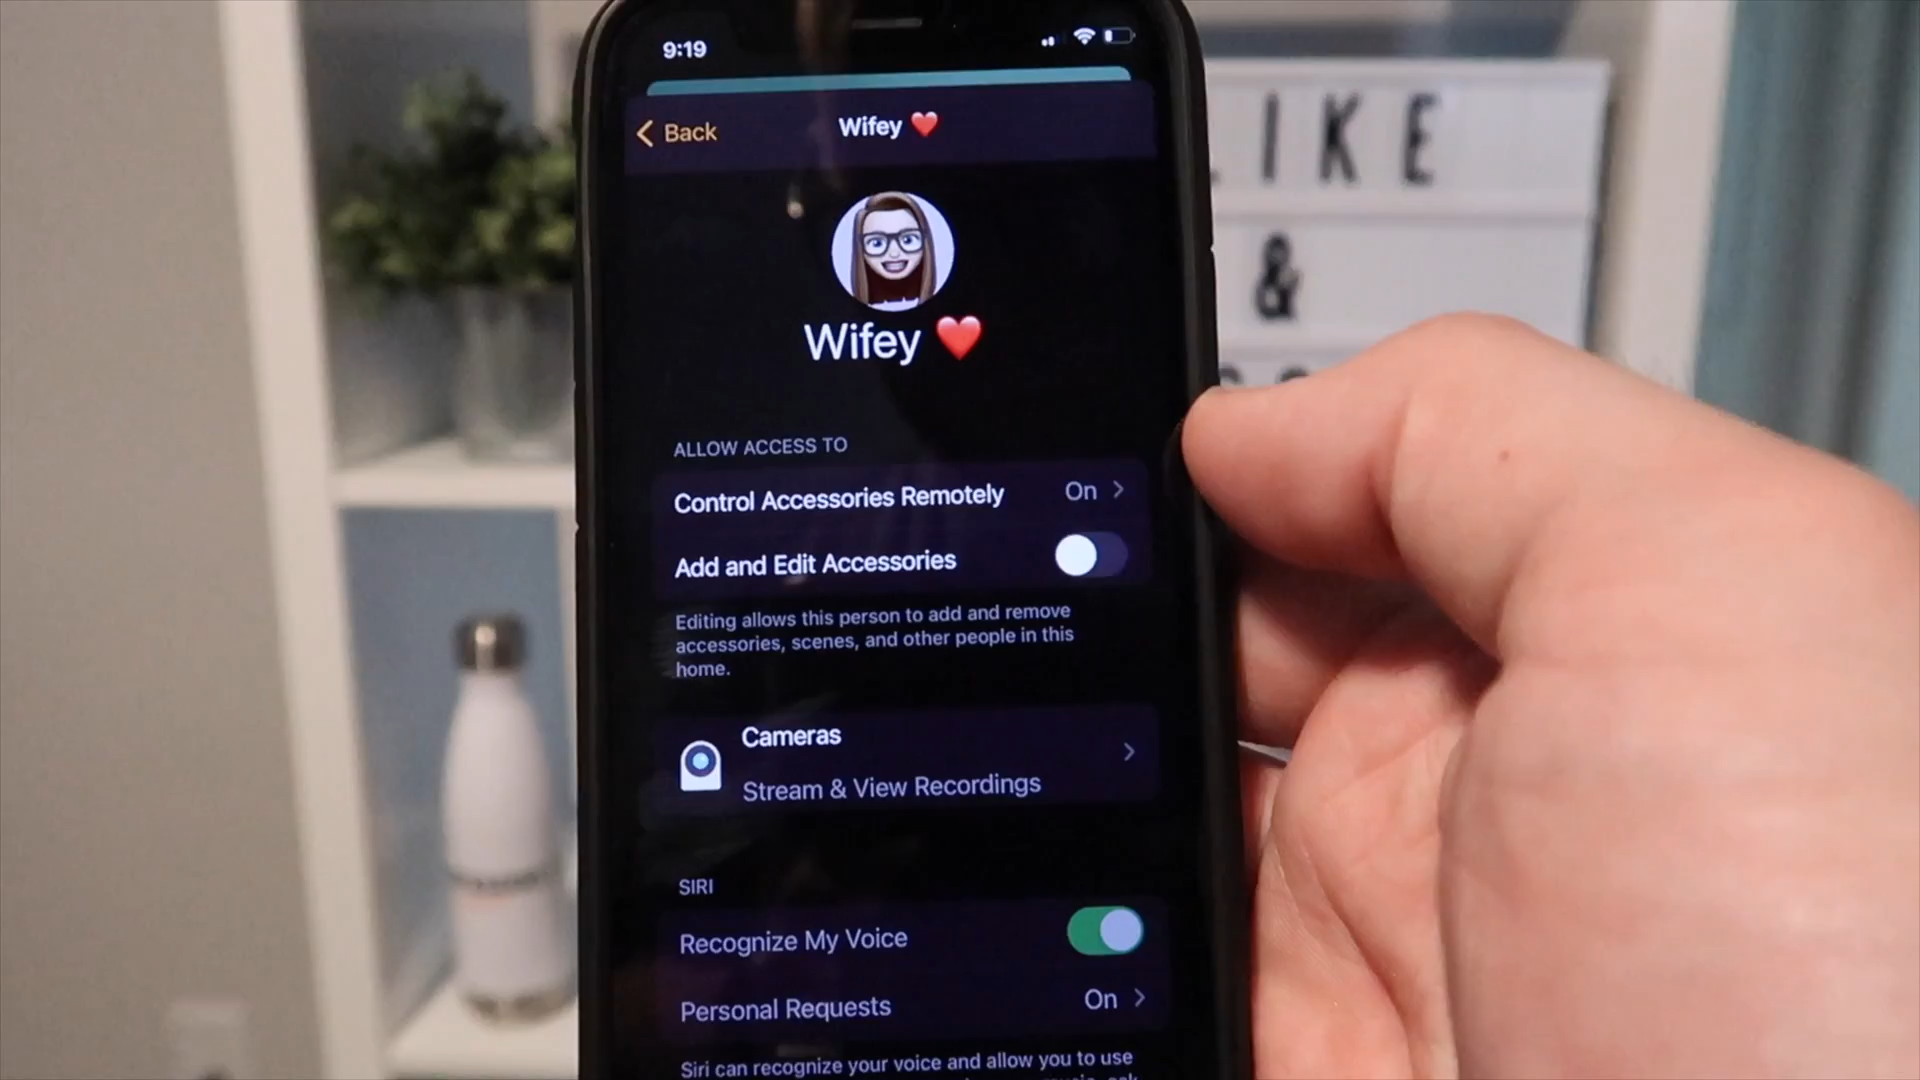 9:19
Back
Wifey ❤️
Wifey ❤️
ALLOW ACCESS TO
Control Accessories Remotely On
Add and Edit Accessories
Editing allows this person to add and remove
accessories, scenes, and other people in this
home.
Cameras
Stream & View Recordings
SIRI
Recognize My Voice
Personal Requests On
Siri can recognize your voice and allow you to use
IKE
&